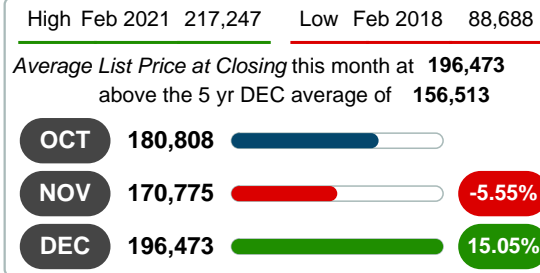 High Feb 2021 217,247 Low Feb 2018 88,688
Average List Price at Closing this month at 196,473
above the 5 yr DEC average of 156,513
OCT 180,808
NOV 170,775 -5.55%
DEC 196,473 15.05%